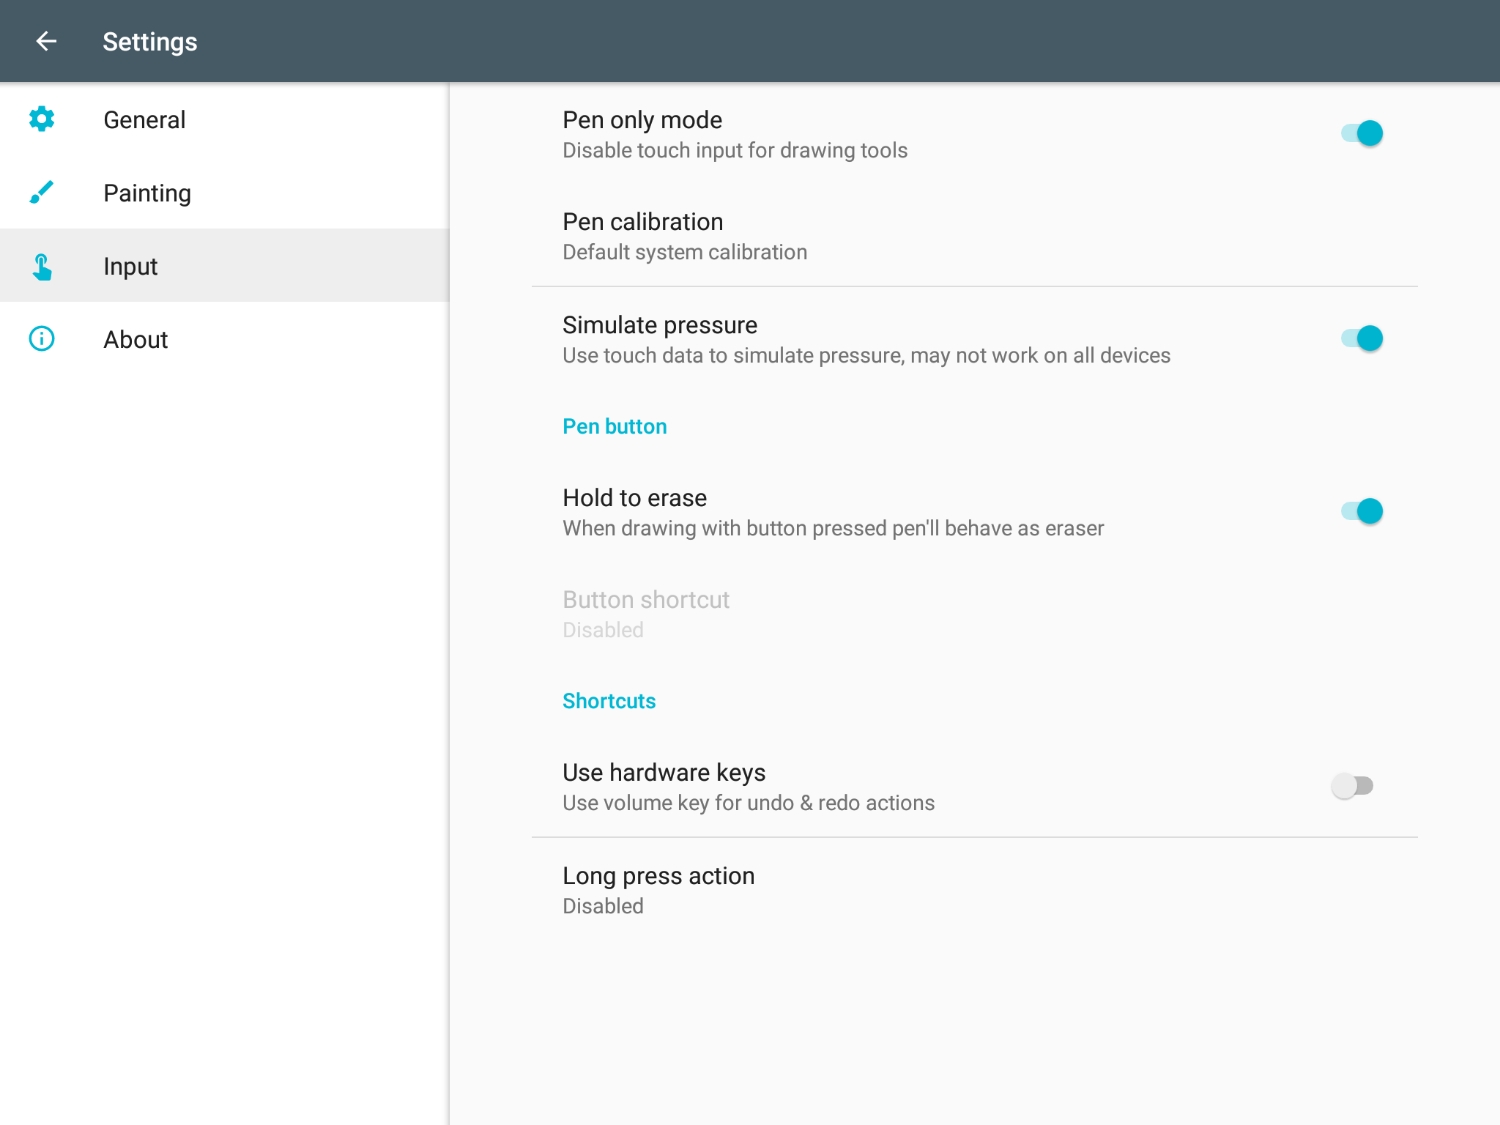 Settings
General
Painting
Input
About
Pen only mode
Disable touch input for drawing tools
Pen calibration
Default system calibration
Simulate pressure
Use touch data to simulate pressure, may not work on all devices
Pen button
Hold to erase
When drawing with button pressed pen'll behave as eraser
Button shortcut
Disabled
Shortcuts
Use hardware keys
Use volume key for undo & redo actions
Long press action
Disabled